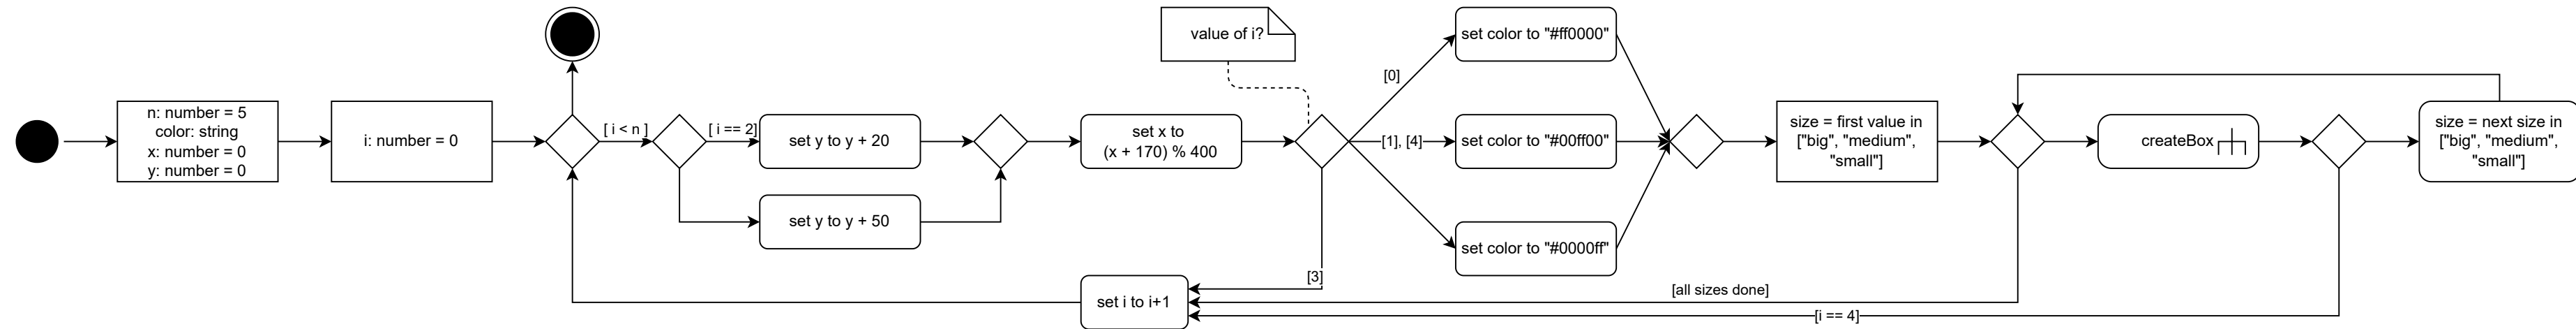 n: number = 5
color: string
x: number = 0
y: number = 0
i: number = 0
[ i < n ]
[ i == 2]
set y to y + 20
set y to y + 50
set x to
(x + 170) % 400
value of i?
[0]
[1], [4]
[3]
set color to "#ff0000"
set color to "#00ff00"
set color to "#0000ff"
size = first value in
["big", "medium",
"small"]
createBox
size = next size in
["big", "medium",
"small"]
set i to i+1
[all sizes done]
[i == 4]